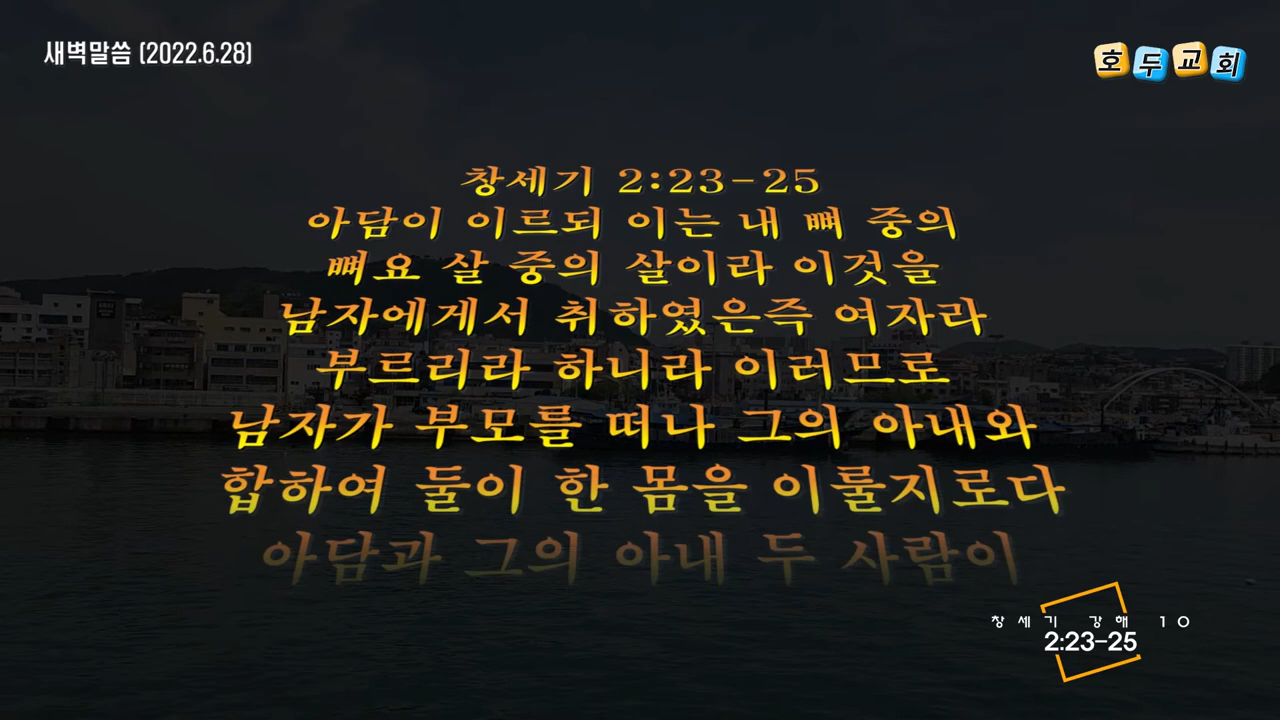 새벽말씀 (2022.6.28)
호두교회
창세기 2:23-25
아담이 이르되 이는 내 뼈 중의
뼈요 살 중의 살이라 이것을
남자에게서 취하였은즉 여자라
부르리라 하니라 이러므로
남자가 부모를 떠나 그의 아내와
합하여 둘이 한 몸을 이룰지로다
아담과 그의 아내 두 사람이
창세기 강해 10
2:23-25